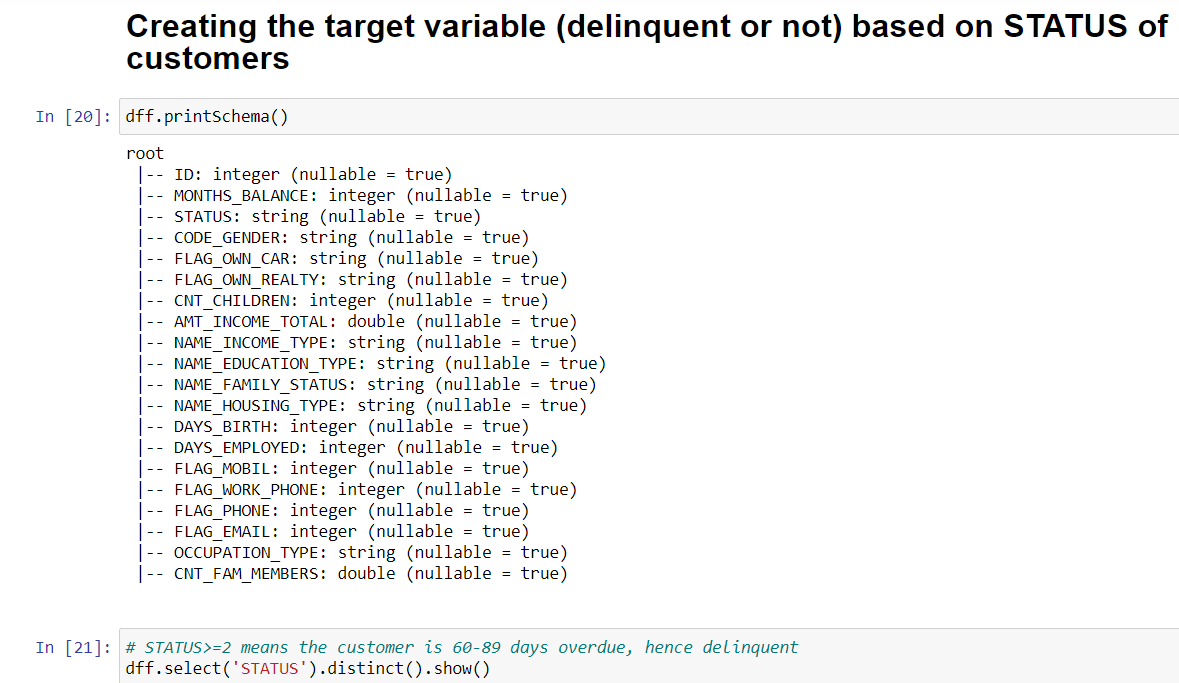 Creating the target variable (delinquent or not) based on STATUS of
customers
In [20]: dff.printSchema()
root
|-- ID: integer (nullable = true)
|-- MONTHS_BALANCE: integer (nullable = true)
|-- STATUS: string (nullable = true)
|-- CODE_GENDER: string (nullable = true)
|-- FLAG_OWN_CAR: string (nullable = true)
|-- FLAG_OWN_REALTY: string (nullable = true)
|-- CNT_CHILDREN: integer (nullable = true)
|-- AMT_INCOME_TOTAL: double (nullable = true)
|-- NAME_INCOME_TYPE: string (nullable = true)
|-- NAME_EDUCATION_TYPE: string (nullable = true)
|-- NAME_FAMILY_STATUS: string (nullable = true)
|-- NAME_HOUSING_TYPE: string (nullable = true)
|-- DAYS_BIRTH: integer (nullable = true)
|-- DAYS_EMPLOYED: integer (nullable = true)
|-- FLAG_MOBIL: integer (nullable = true)
|-- FLAG_WORK_PHONE: integer (nullable = true)
|-- FLAG_PHONE: integer (nullable = true)
|-- FLAG_EMAIL: integer (nullable = true)
|-- OCCUPATION_TYPE: string (nullable = true)
|-- CNT_FAM_MEMBERS: double (nullable = true)
In [21]: # STATUS>=2 means the customer is 60-89 days overdue, hence delinquent
dff.select('STATUS').distinct().show()